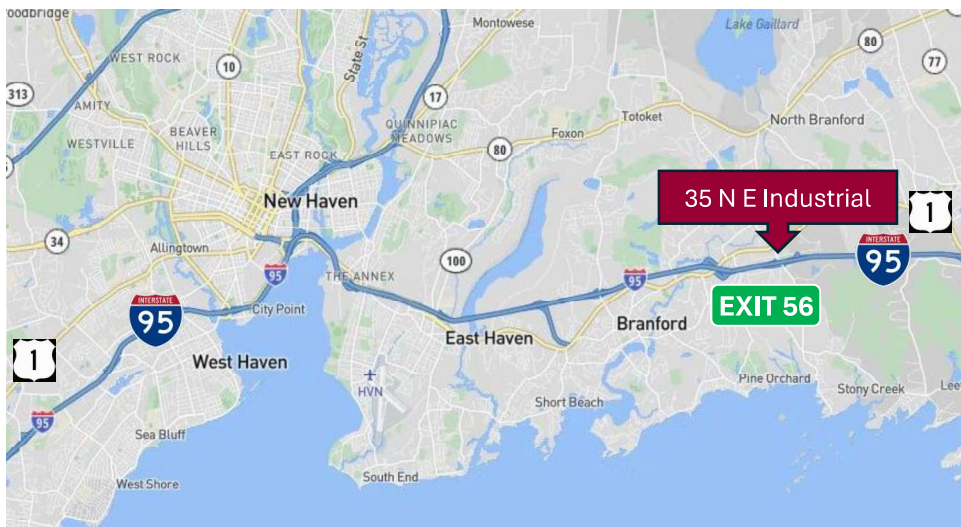 oodbridge
Montowese
Lake Gaillard
80
WEST ROCK
10
State St
77
313
17
AMITY
QUINNIPIAC
MEADOWS
Totoket
North Branford
BEAVER
HILLS
Foxon
WESTVILLE
80
EAST ROCK
35 N E Industrial
New Haven
1
34
Allingtown
INTERSTATE
95
100
95
THE ANNEX
95
INTERSTATE
95
City Point
EXIT 56
Branford
East Haven
1
West Haven
HVN
Pine Orchard
Stony Creek
Lee
Short Beach
95
Sea Bluff
South End
West Shore